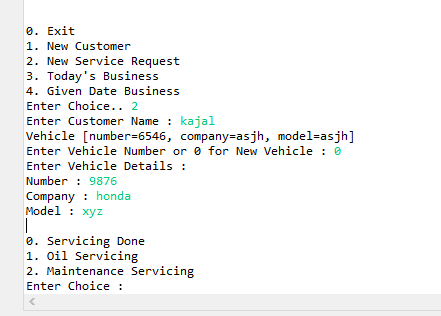 0. Exit
1. New Customer
2. New Service Request
3. Today's Business
4. Given Date Business
Enter Choice.. 2
Enter Customer Name : kajal
Vehicle [number=6546, company=asjh, model=asjh]
Enter Vehicle Number or 0 for New Vehicle : 0
Enter Vehicle Details :
Number : 9876
Company : honda
Model : xyz
0. Servicing Done
1. Oil Servicing
2. Maintenance Servicing
Enter Choice :